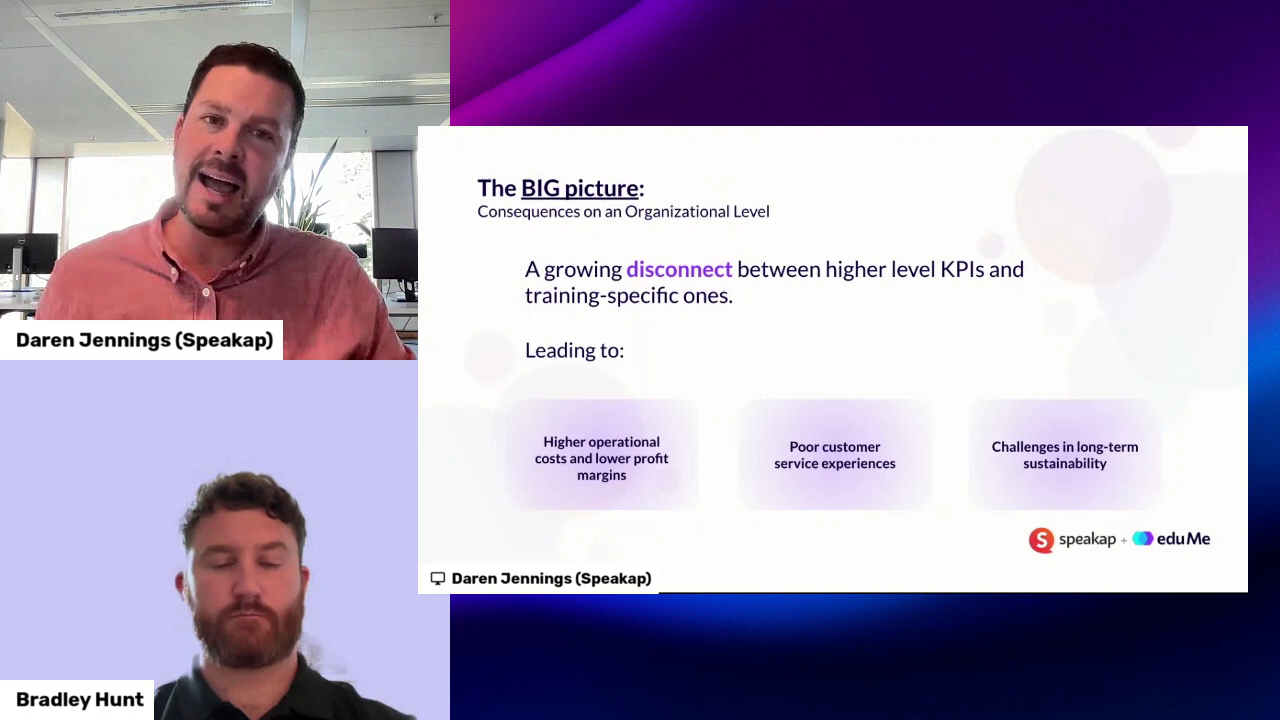 Daren Jennings (Speakap)
Bradley Hunt
The BIG picture:
Consequences on an Organizational Level
A growing disconnect between higher level KPIs and
training-specific ones.
Leading to:
Higher operational
costs and lower profit
margins
Poor customer
service experiences
Challenges in long-term
sustainability
S speakap + eduMe
Daren Jennings (Speakap)